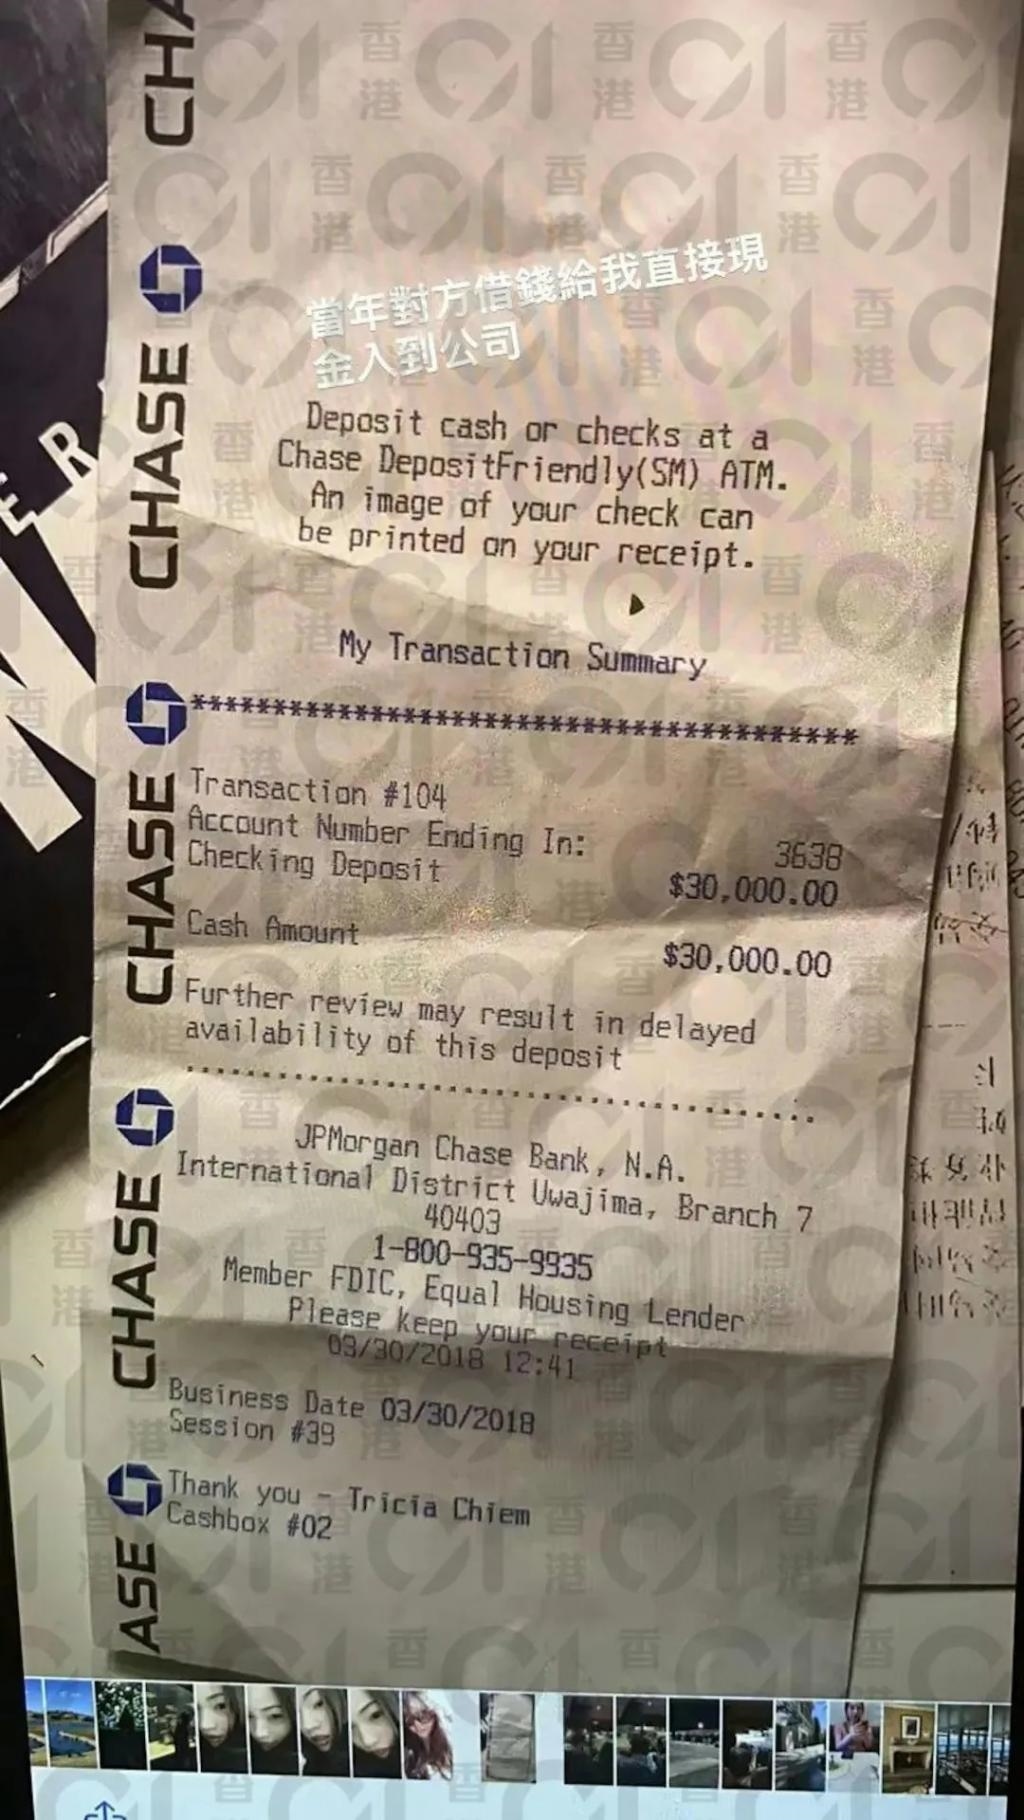 CHASE
當年對方借錢給我直接現
金入到公司
Deposit cash or checks at a
Chase DepositFriendly(SM) ATM.
An image of your check can
be printed on your receipt.
My Transaction Summary
*****************************************
Transaction #104
Account Number Ending In: 3638
Checking Deposit $30,000.00
Cash Amount $30,000.00
Further review may result in delayed
availability of this deposit
JPMorgan Chase Bank, N.A.
International District Uwajima, Branch 7
40403
1-800-935-9935
Member FDIC, Equal Housing Lender
Please keep your receipt
03/30/2018 12:41
Business Date 03/30/2018
Session #39
Thank you - Tricia Chiem
Cashbox #02
CHASE
CHASE
CHASE
香港01